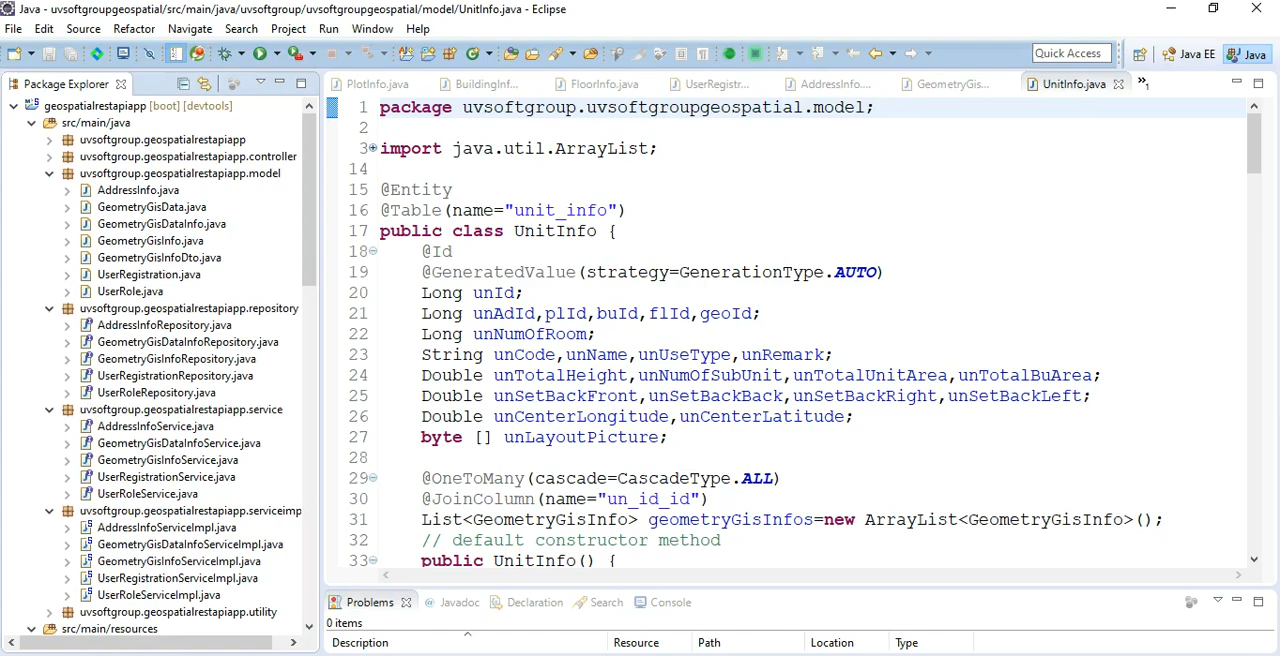 Java - uvsoftgroupgeospatial/src/main/java/uvsoftgroup/uvsoftgroupgeospatial/model/UnitInfo.java - Eclipse
File Edit Source Refactor Navigate Search Project Run Window Help
Quick Access Java EE Java
Package Explorer
geospatialrestapiapp [boot] [devtools]
src/main/java
uvsoftgroup.geospatialrestapiapp
uvsoftgroup.geospatialrestapiapp.controller
uvsoftgroup.geospatialrestapiapp.model
AddressInfo.java
GeometryGisData.java
GeometryGisDataInfo.java
GeometryGisInfo.java
GeometryGisInfoDto.java
UserRegistration.java
UserRole.java
uvsoftgroup.geospatialrestapiapp.repository
AddressInfoRepository.java
GeometryGisDataInfoRepository.java
GeometryGisInfoRepository.java
UserRegistrationRepository.java
UserRoleRepository.java
uvsoftgroup.geospatialrestapiapp.service
AddressInfoService.java
GeometryGisDataInfoService.java
GeometryGisInfoService.java
UserRegistrationService.java
UserRoleService.java
uvsoftgroup.geospatialrestapiapp.serviceimp
AddressInfoServiceImpl.java
GeometryGisDataInfoServiceImpl.java
GeometryGisInfoServiceImpl.java
UserRegistrationServiceImpl.java
UserRoleServiceImpl.java
uvsoftgroup.geospatialrestapiapp.utility
src/main/resources
PlotInfo.java BuildingInf... FloorInfo.java UserRegistr... AddressInfo.... GeometryGis... UnitInfo.java »1
1 package uvsoftgroup.uvsoftgroupgeospatial.model;
2
3 import java.util.ArrayList;
14
15 @Entity
16 @Table(name="unit_info")
17 public class UnitInfo {
18 @Id
19 @GeneratedValue(strategy=GenerationType.AUTO)
20 Long unId;
21 Long unAdId,plId,buId,flId,geoId;
22 Long unNumOfRoom;
23 String unCode,unName,unUseType,unRemark;
24 Double unTotalHeight,unNumOfSubUnit,unTotalUnitArea,unTotalBuArea;
25 Double unSetBackFront,unSetBackBack,unSetBackRight,unSetBackLeft;
26 Double unCenterLongitude,unCenterLatitude;
27 byte [] unLayoutPicture;
28
29 @OneToMany(cascade=CascadeType.ALL)
30 @JoinColumn(name="un_id_id")
31 List<GeometryGisInfo> geometryGisInfos=new ArrayList<GeometryGisInfo>();
32 // default constructor method
33 public UnitInfo() {
Problems Javadoc Declaration Search Console
0 items
Description Resource Path Location Type